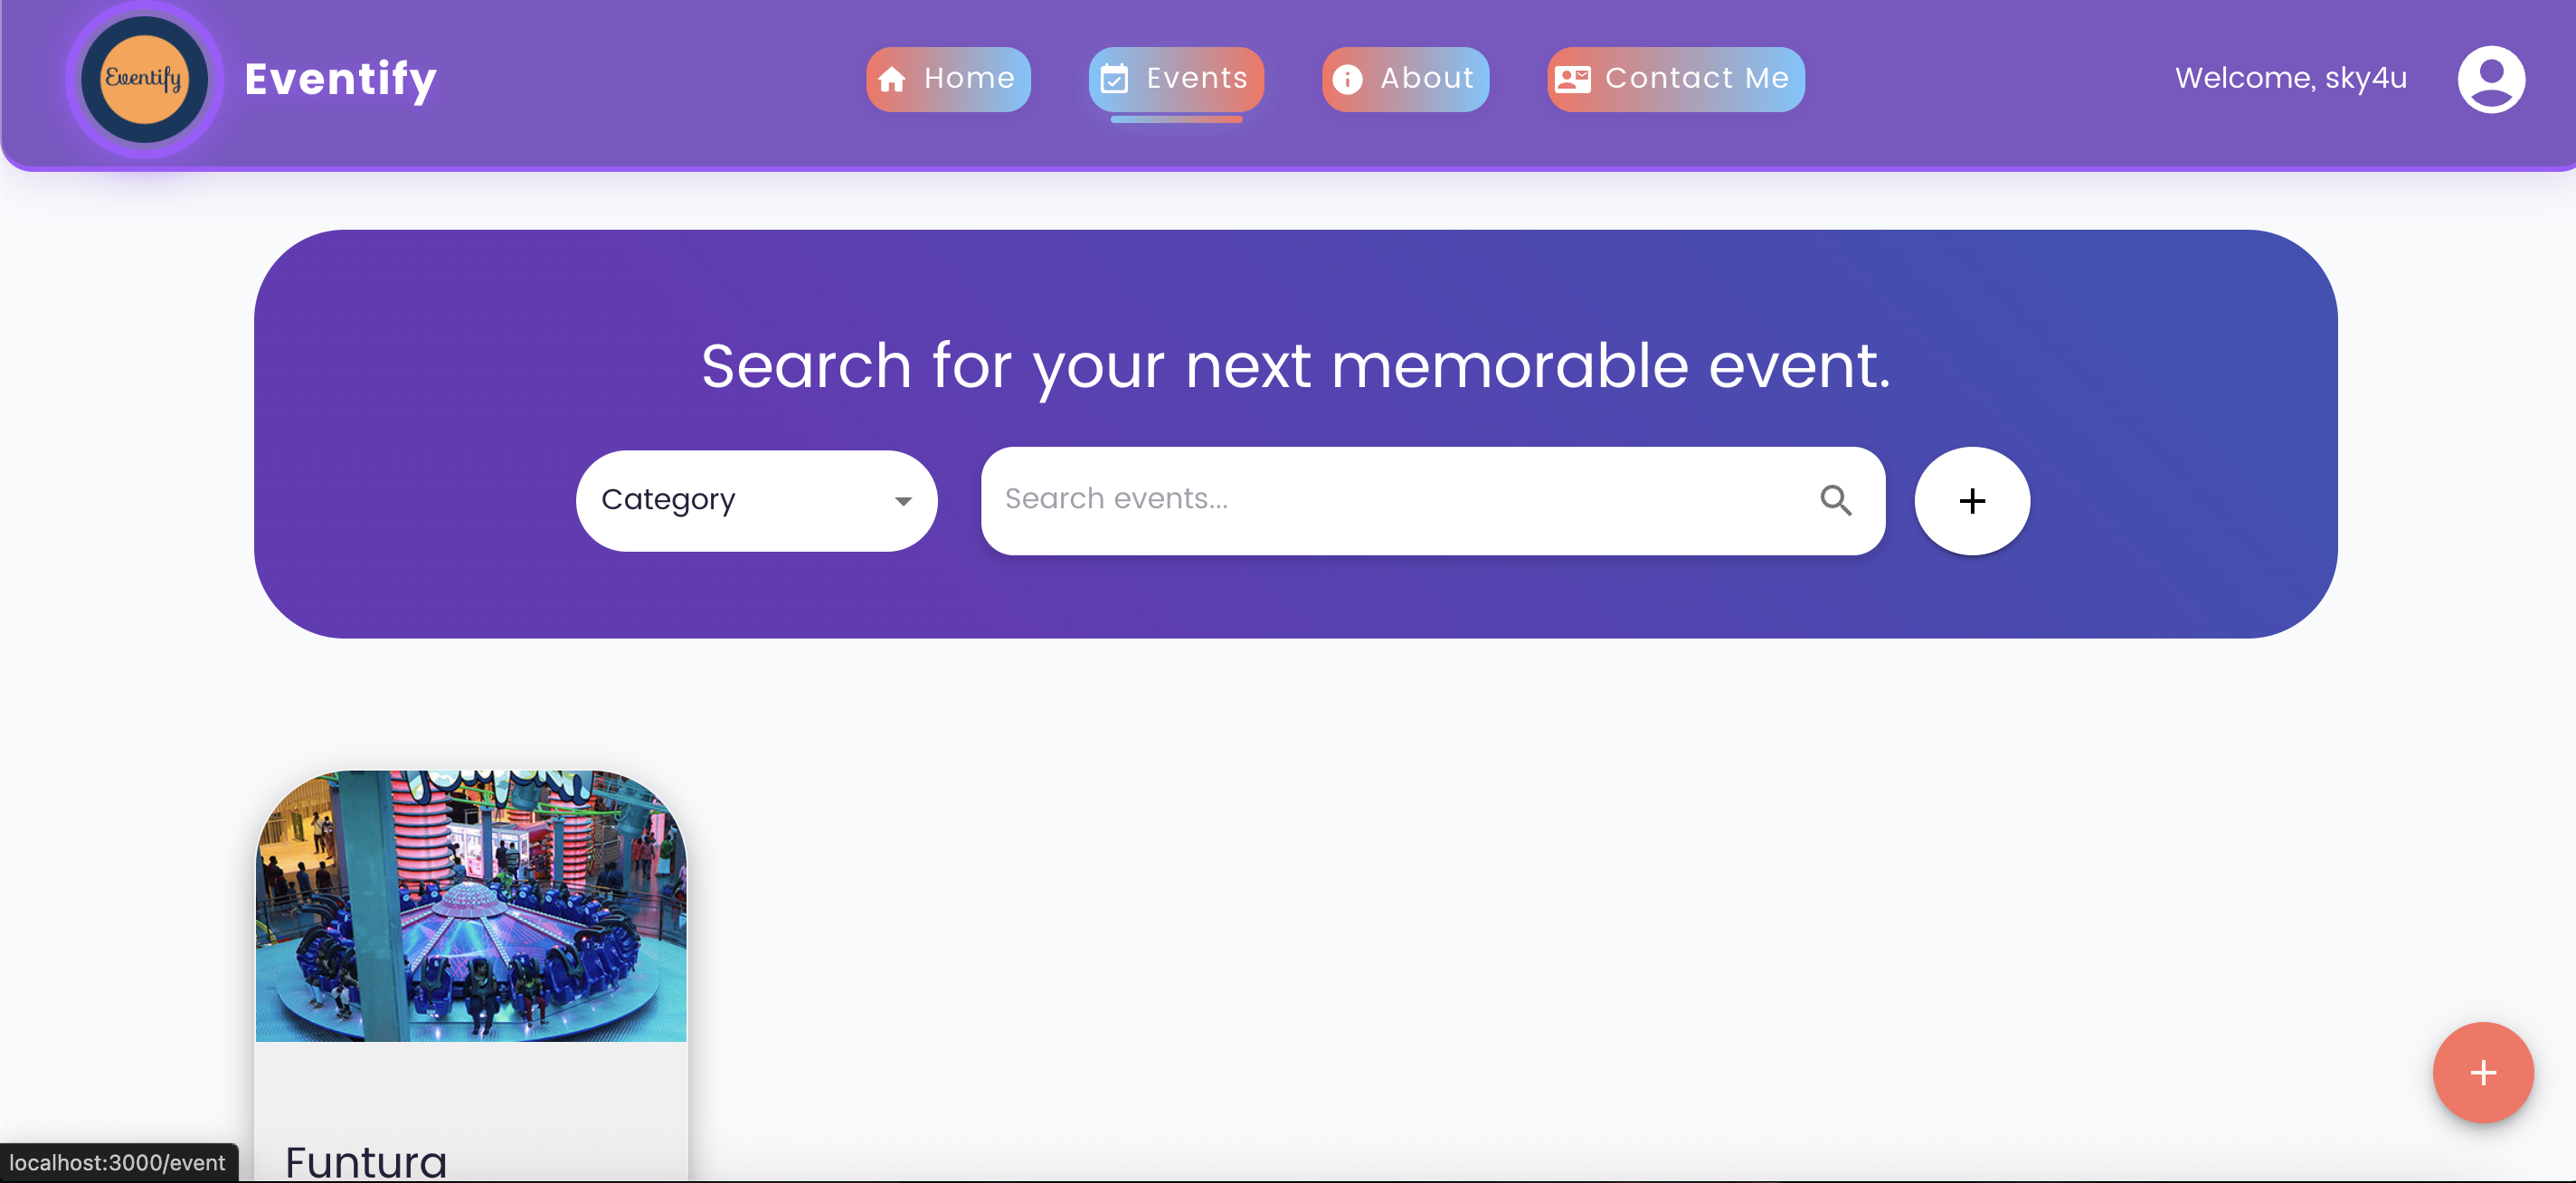 Eventify
Eventify
Home
Events
About
Contact Me
Welcome, sky4u
Search for your next memorable event.
Category
Search events...
Funtura
localhost:3000/event